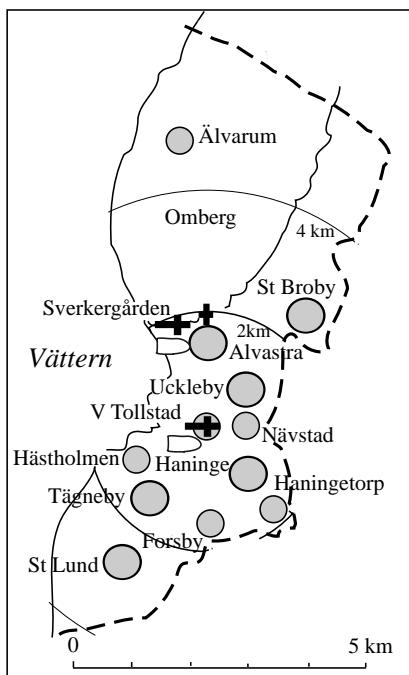 Älvarum
Omberg
4 km
St Broby
Sverkergården
2km
Alvastra
Vättern
Uckleby
V Tollstad
Nävstad
Hästholmen
Haninge
Haningetorp
Tägneby
Forsby
St Lund
0
5 km